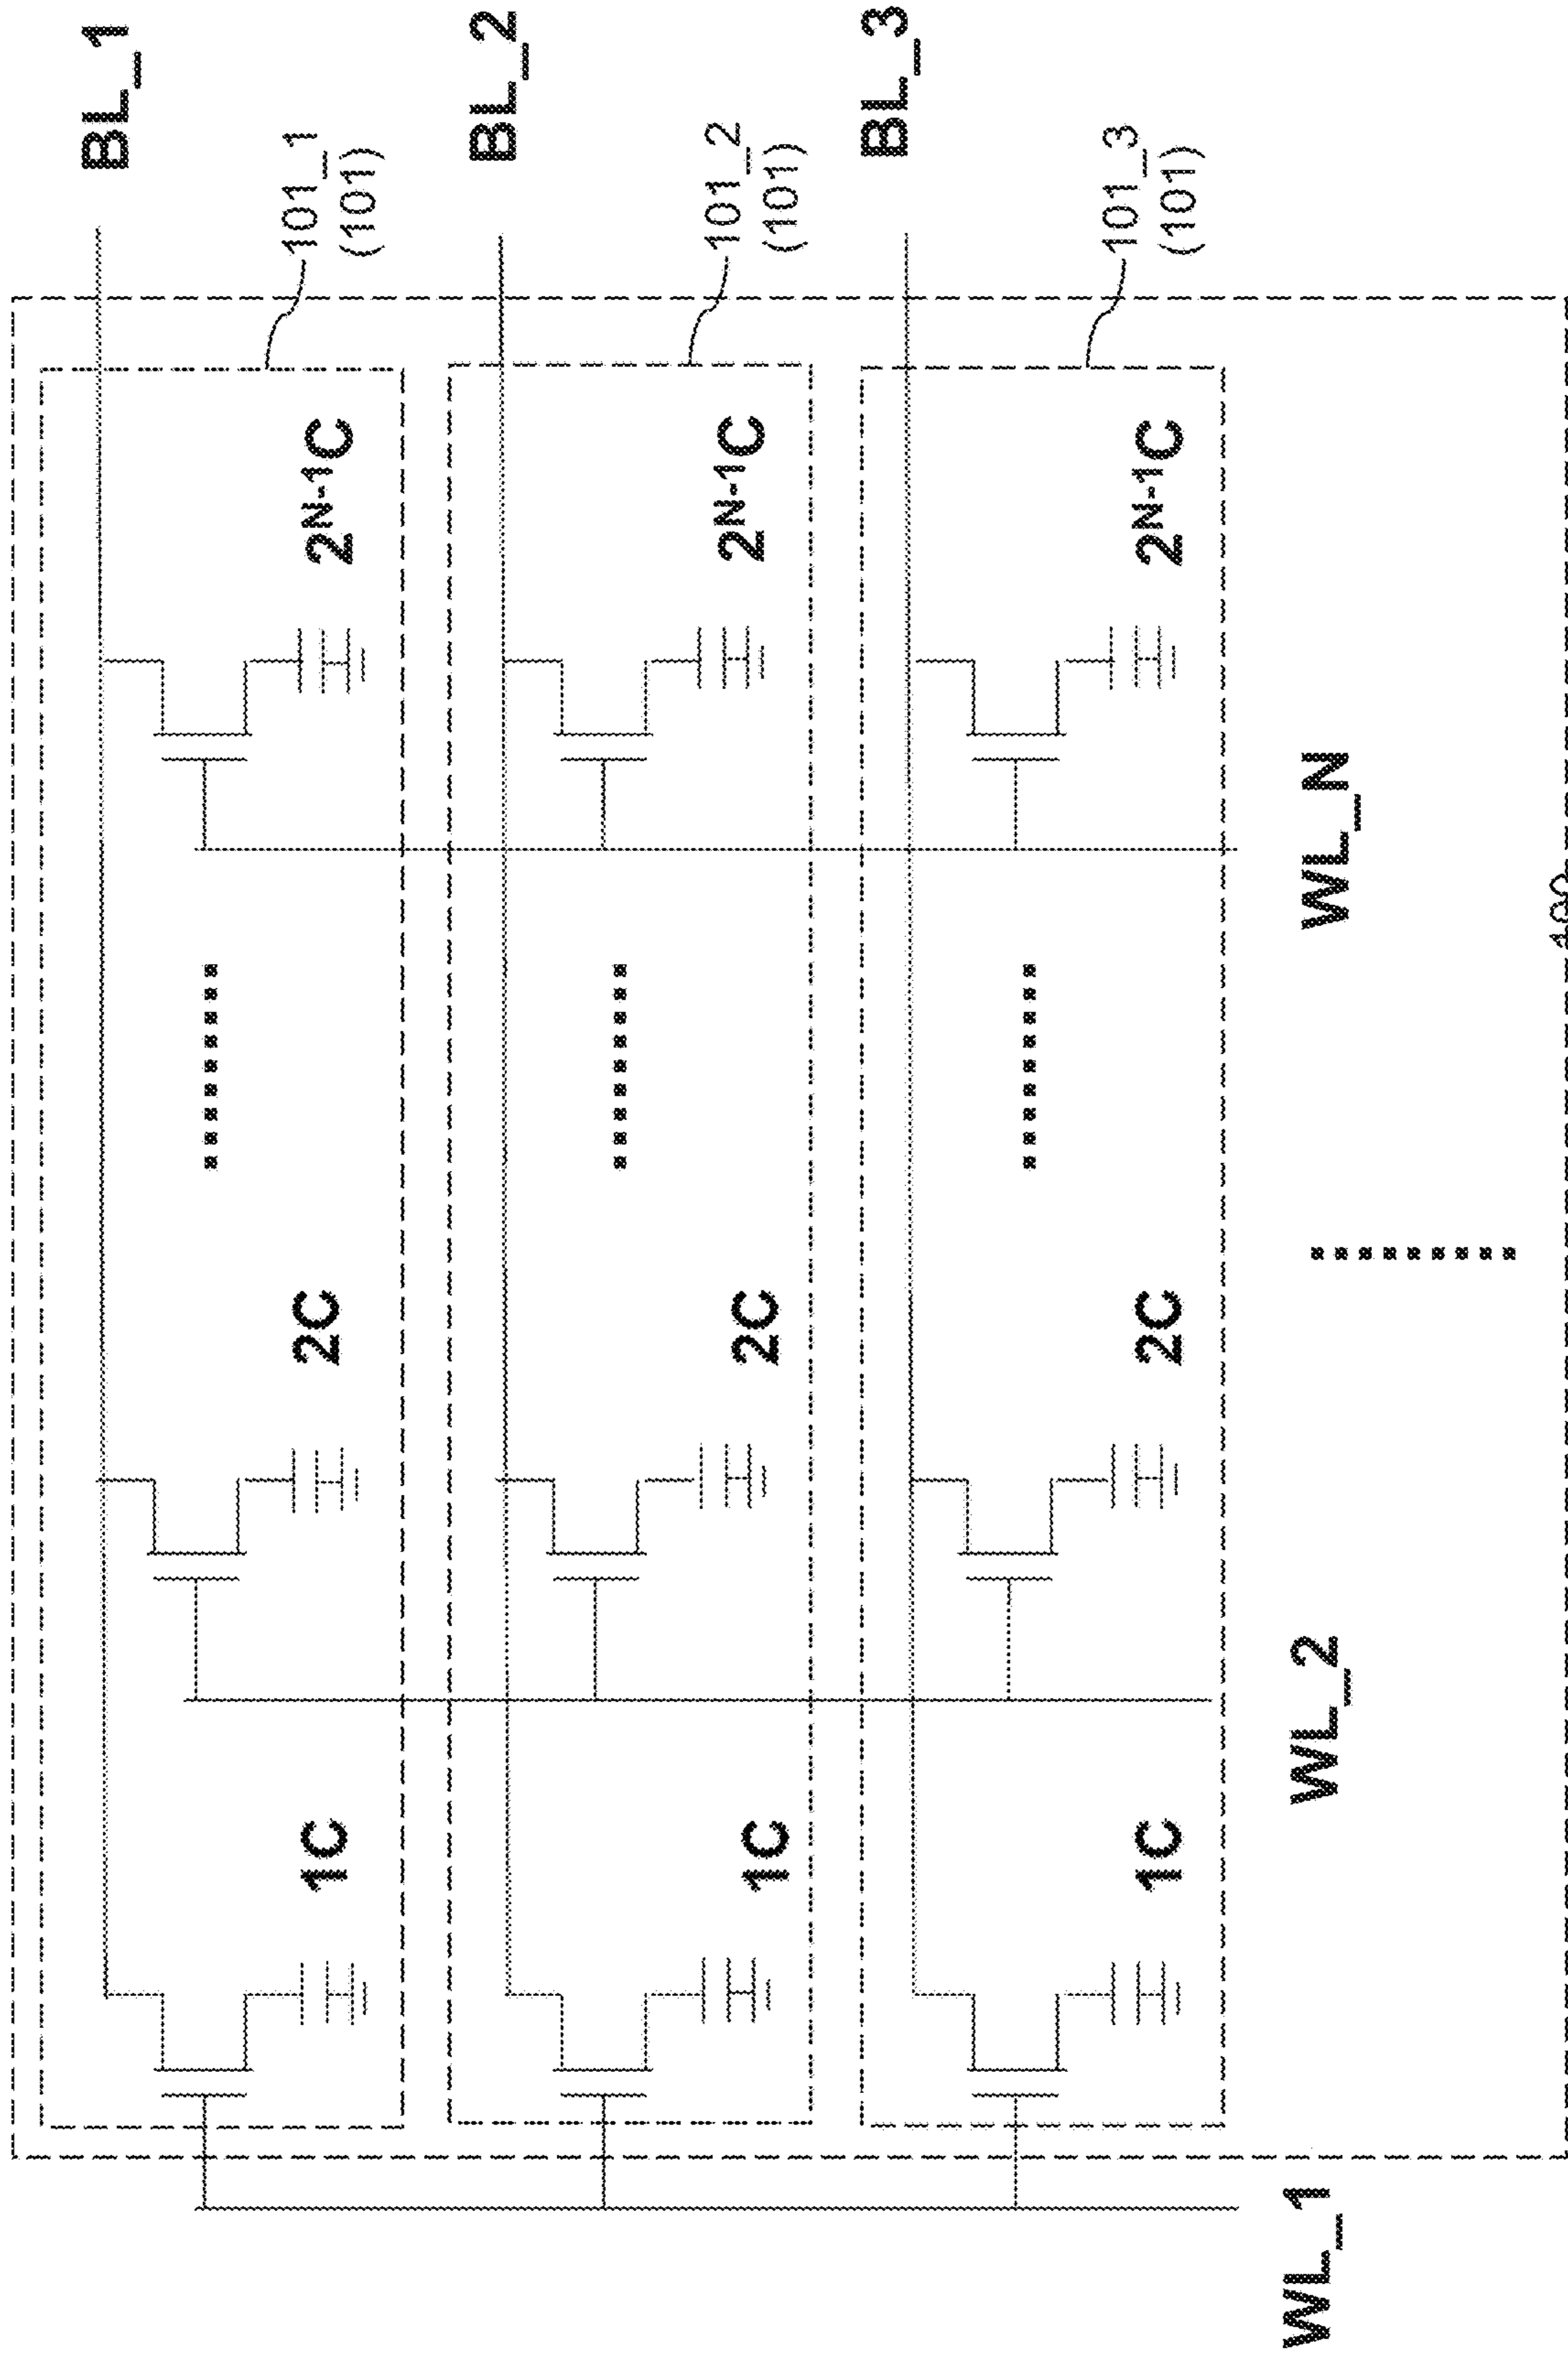 BL_1
101_1
(101)
1C
2C
2ᴺ⁻¹C
BL_2
101_2
(101)
1C
2C
2ᴺ⁻¹C
BL_3
101_3
(101)
1C
2C
2ᴺ⁻¹C
WL_1
WL_2
WL_N